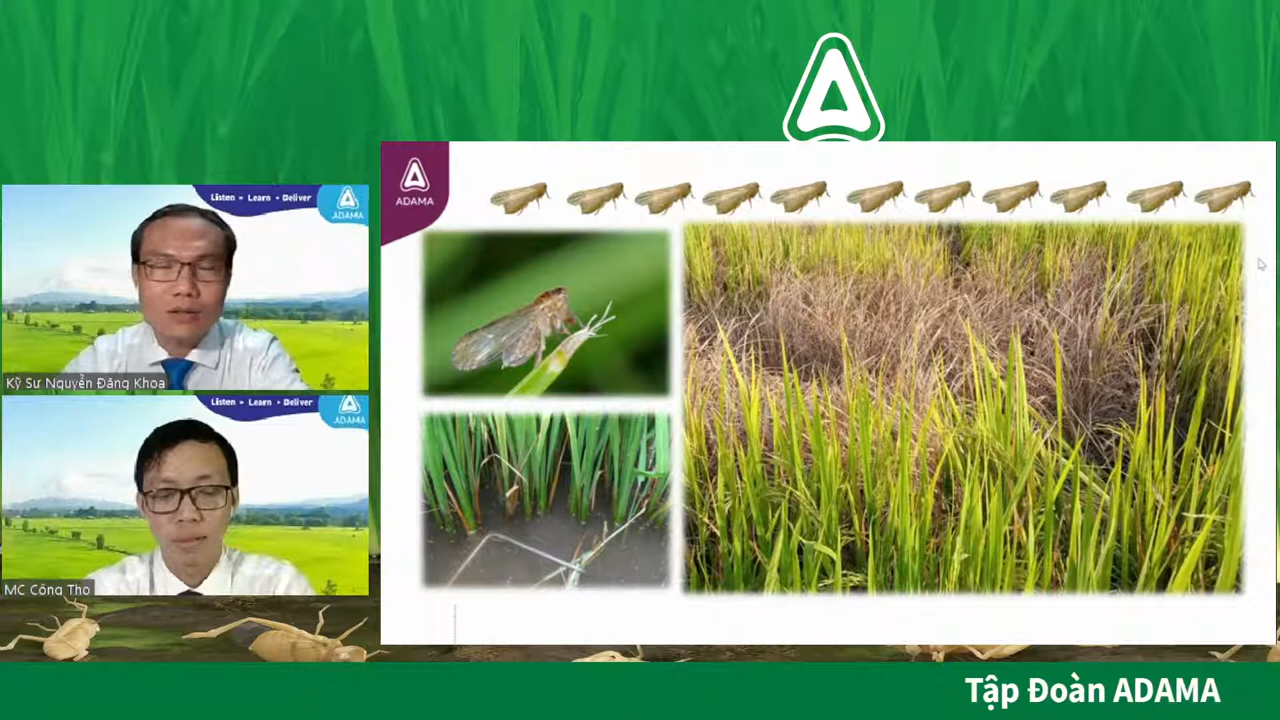 Listen • Learn • Deliver
ADAMA
Kỹ Sư Nguyễn Đăng Khoa
Listen • Learn • Deliver
ADAMA
MC Công Thọ
ADAMA
Tập Đoàn ADAMA